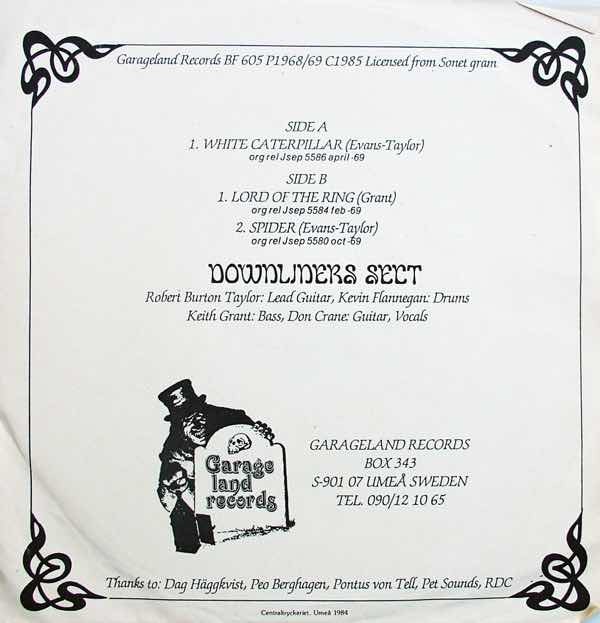 Garageland Records BF 605 P1968/69 C1985 Licensed from Sonet gram
SIDE A
1. WHITE CATERPILLAR (Evans-Taylor)
org rel Jsep 5586 april -69
SIDE B
1. LORD OF THE RING (Grant)
org rel Jsep 5584 feb -69
2. SPIDER (Evans-Taylor)
org rel Jsep 5580 oct -69
DOWNLINERS SECT
Robert Burton Taylor: Lead Guitar, Kevin Flannegan: Drums
Keith Grant: Bass, Don Crane: Guitar, Vocals
Garage
land
records
GARAGELAND RECORDS
BOX 343
S-901 07 UMEÅ SWEDEN
TEL. 090/12 10 65
Thanks to: Dag Häggkvist, Peo Berghagen, Pontus von Tell, Pet Sounds, RDC
Centraltryckeriet. Umeå 1984